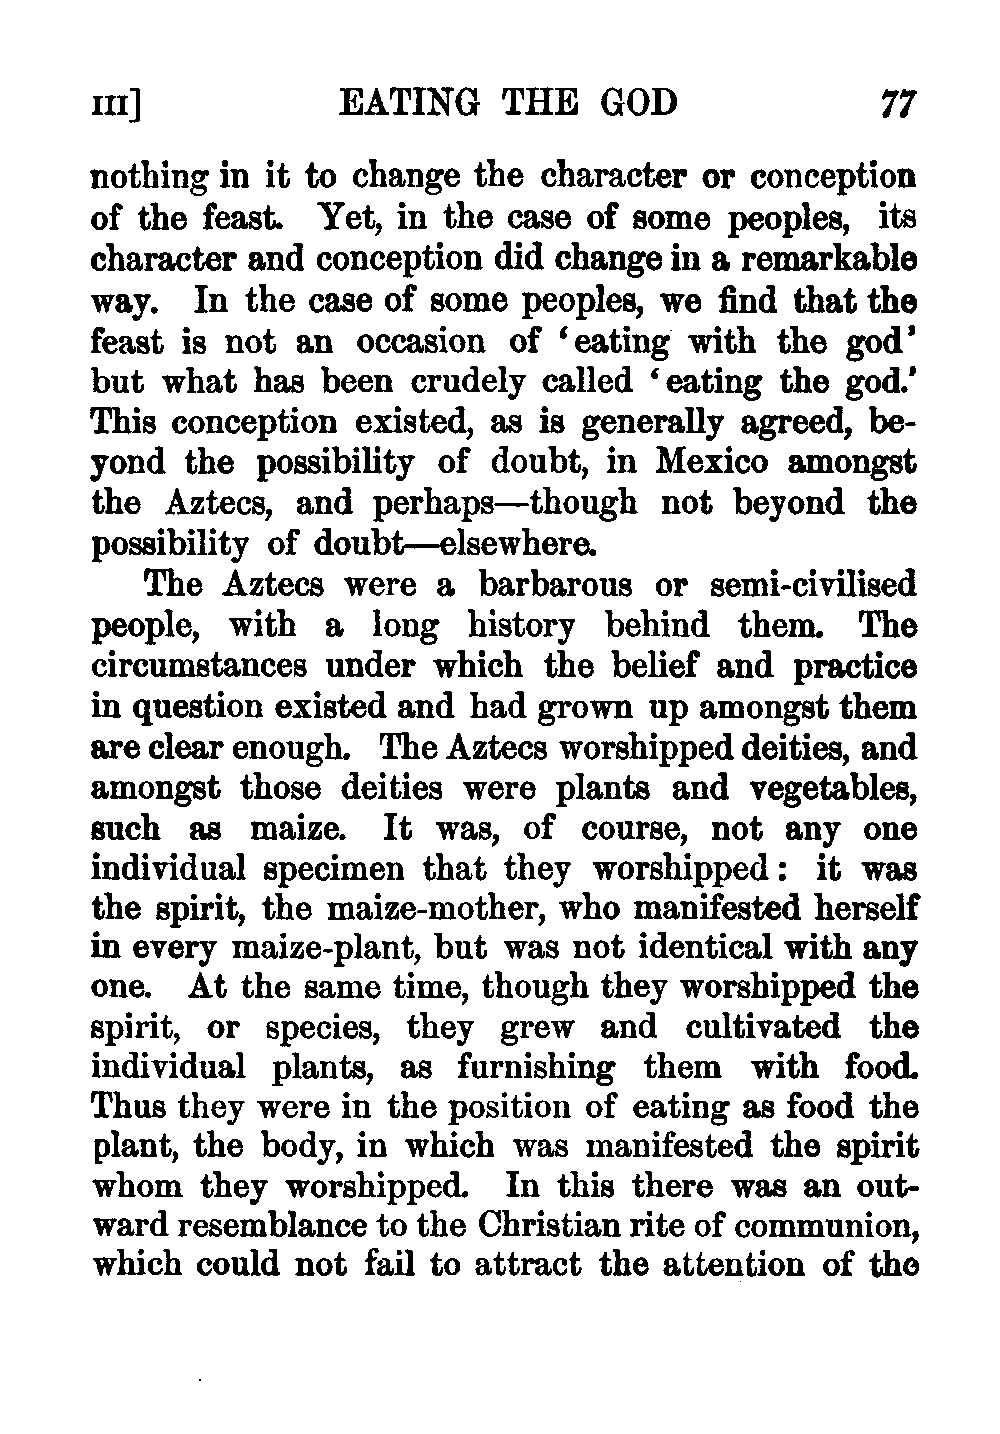 III] EATING THE GOD 77
nothing in it to change the character or conception
of the feast. Yet, in the case of some peoples, its
character and conception did change in a remarkable
way. In the case of some peoples, we find that the
feast is not an occasion of ‘eating with the god’
but what has been crudely called ‘eating the god.’
This conception existed, as is generally agreed, be-
yond the possibility of doubt, in Mexico amongst
the Aztecs, and perhaps—though not beyond the
possibility of doubt—elsewhere.
The Aztecs were a barbarous or semi-civilised
people, with a long history behind them. The
circumstances under which the belief and practice
in question existed and had grown up amongst them
are clear enough. The Aztecs worshipped deities, and
amongst those deities were plants and vegetables,
such as maize. It was, of course, not any one
individual specimen that they worshipped: it was
the spirit, the maize-mother, who manifested herself
in every maize-plant, but was not identical with any
one. At the same time, though they worshipped the
spirit, or species, they grew and cultivated the
individual plants, as furnishing them with food.
Thus they were in the position of eating as food the
plant, the body, in which was manifested the spirit
whom they worshipped. In this there was an out-
ward resemblance to the Christian rite of communion,
which could not fail to attract the attention of the